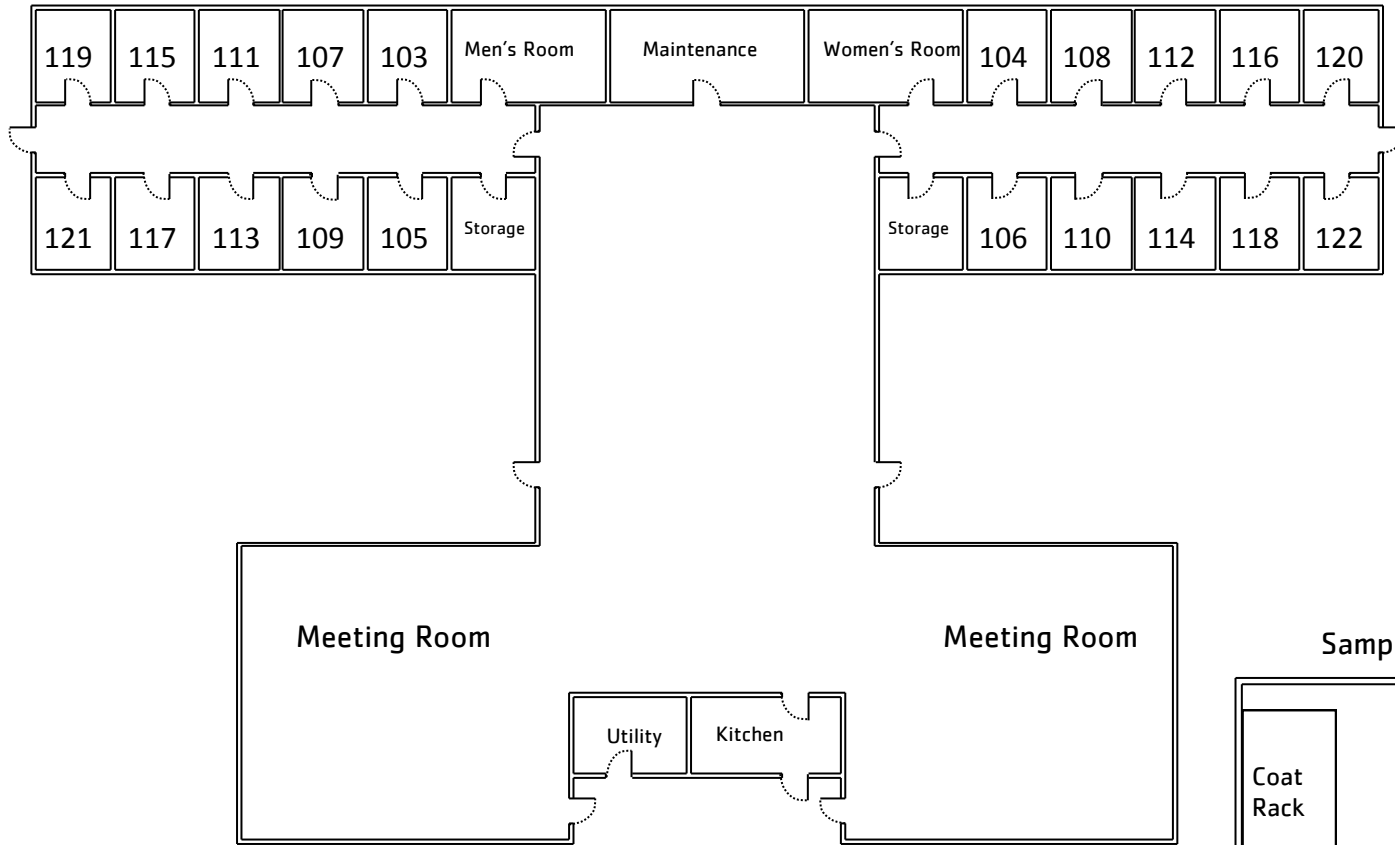 119 115 111 107 103 Men's Room Maintenance Women's Room 104 108 112 116 120
121 117 113 109 105 Storage Storage 106 110 114 118 122
Meeting Room Meeting Room
Samp
Utility Kitchen
Coat
Rack